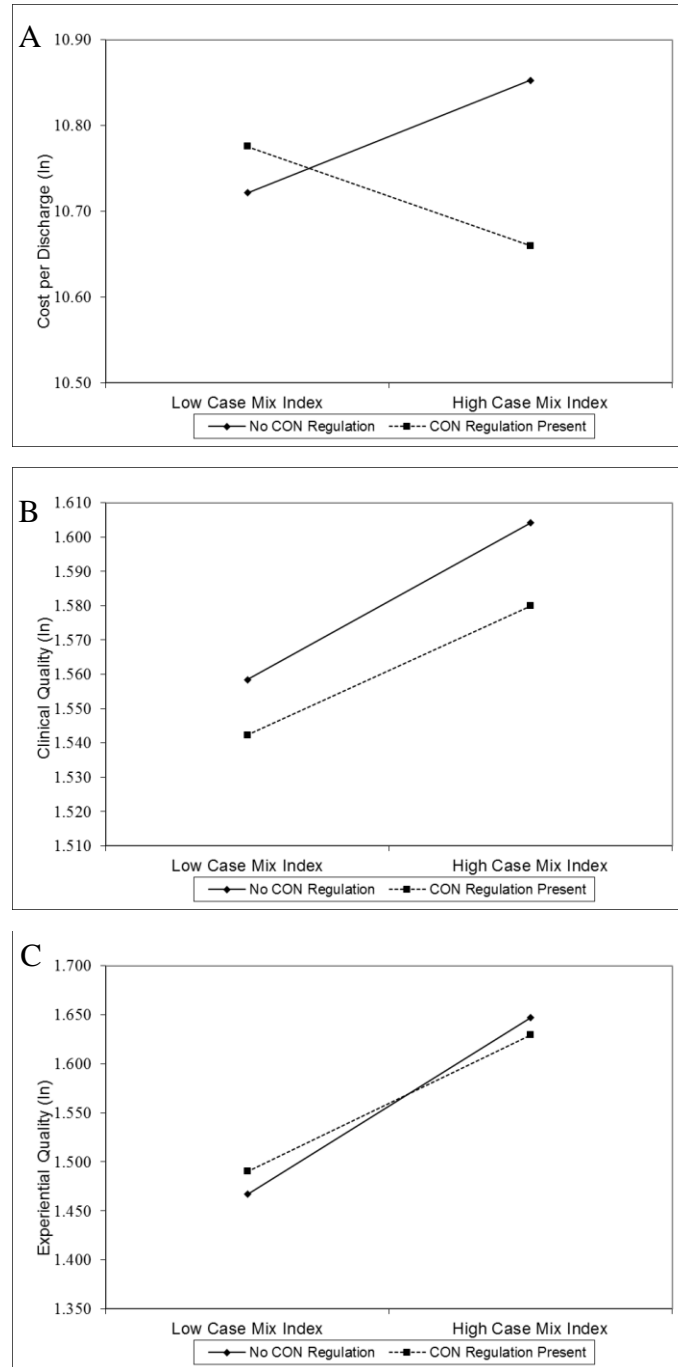 A
Cost per Discharge (ln)
10.90
10.80
10.70
10.60
10.50
Low Case Mix Index High Case Mix Index
No CON Regulation CON Regulation Present
B
Clinical Quality (ln)
1.610
1.600
1.590
1.580
1.570
1.560
1.550
1.540
1.530
1.520
1.510
Low Case Mix Index High Case Mix Index
No CON Regulation CON Regulation Present
C
Experiential Quality (ln)
1.700
1.650
1.600
1.550
1.500
1.450
1.400
1.350
Low Case Mix Index High Case Mix Index
No CON Regulation CON Regulation Present